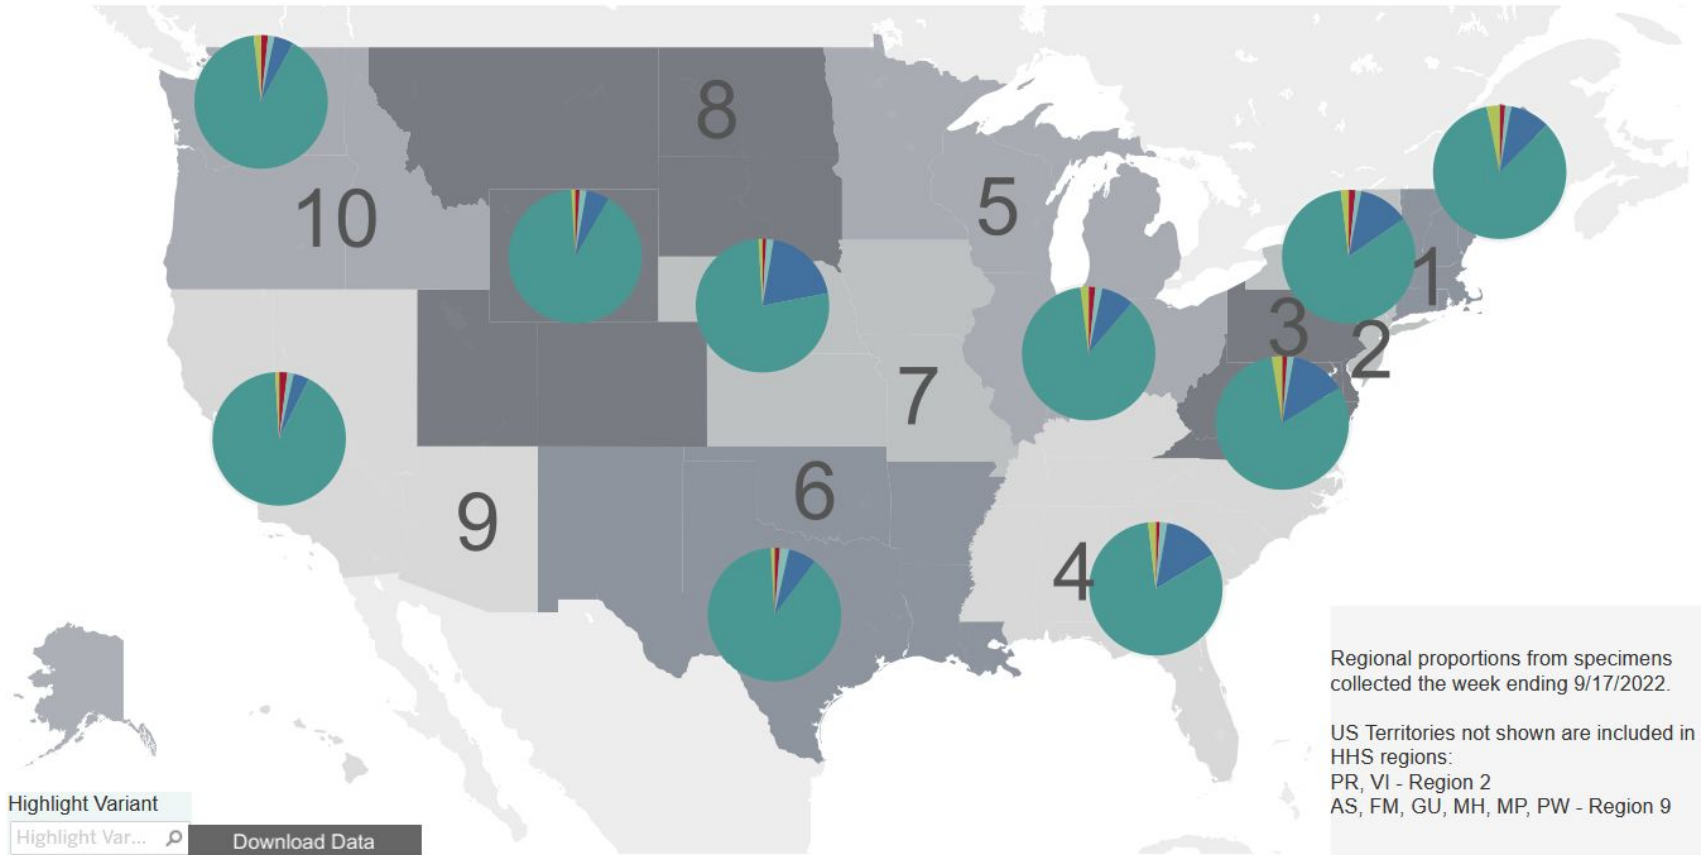 8
10
5
1
3
2
7
6
9
4
Regional proportions from specimens
collected the week ending 9/17/2022.
US Territories not shown are included in
HHS regions:
PR, VI - Region 2
AS, FM, GU, MH, MP, PW - Region 9
Highlight Variant
Highlight Var...
Download Data